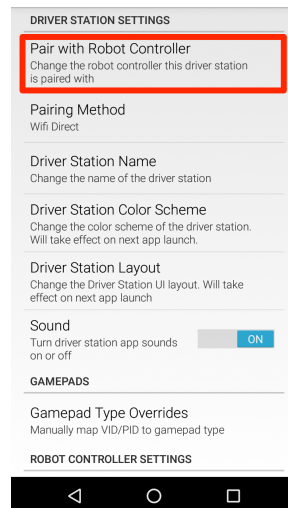 DRIVER STATION SETTINGS
Pair with Robot Controller
Change the robot controller this driver station
is paired with
Pairing Method
Wifi Direct
Driver Station Name
Change the name of the driver station
Driver Station Color Scheme
Change the color scheme of the driver station.
Will take effect on next app launch.
Driver Station Layout
Change the Driver Station UI layout. Will take
effect on next app launch
Sound
Turn driver station app sounds
on or off
ON
GAMEPADS
Gamepad Type Overrides
Manually map VID/PID to gamepad type
ROBOT CONTROLLER SETTINGS